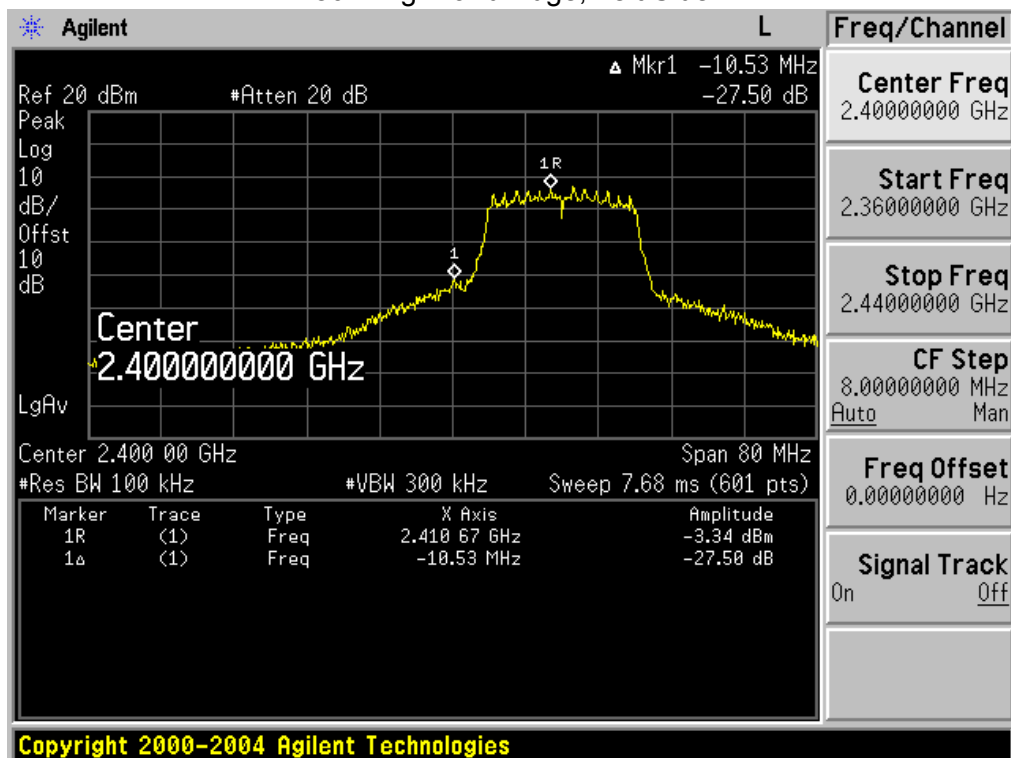 Agilent L
Freq/Channel
Δ Mkr1 -10.53 MHz
Ref 20 dBm #Atten 20 dB -27.50 dB
Peak
Log
10
dB/
Offst
10
dB
LgAv
1R
1
Center
2.400000000 GHz
Center 2.400 00 GHz Span 80 MHz
#Res BW 100 kHz #VBW 300 kHz Sweep 7.68 ms (601 pts)
Marker Trace Type X Axis Amplitude
1R (1) Freq 2.410 67 GHz -3.34 dBm
1Δ (1) Freq -10.53 MHz -27.50 dB
Center Freq
2.40000000 GHz
Start Freq
2.36000000 GHz
Stop Freq
2.44000000 GHz
CF Step
8.00000000 MHz
Auto Man
Freq Offset
0.00000000 Hz
Signal Track
On Off
Copyright 2000-2004 Agilent Technologies